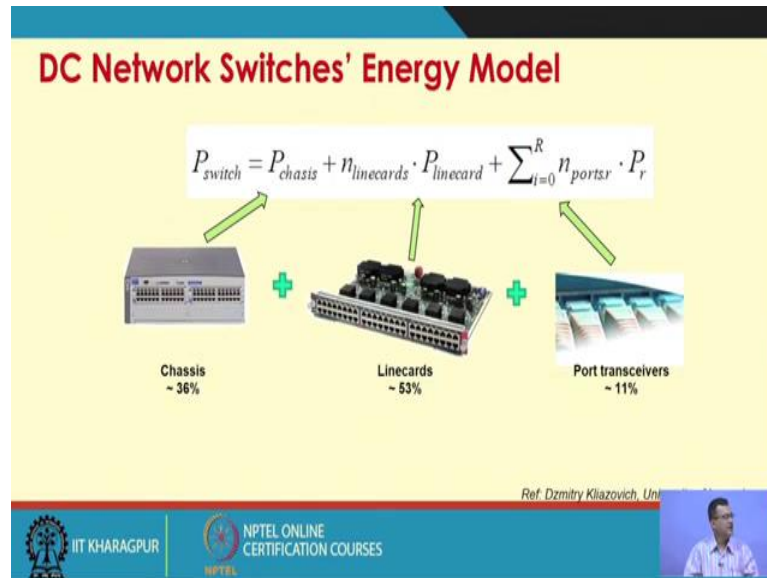 DC Network Switches' Energy Model
P_switch = P_chasis + n_linecards · P_linecard + ∑_{i=0}^{R} n_ports.r · P_r
Chassis
~ 36%
Linecards
~ 53%
Port transceivers
~ 11%
Ref: Dzmitry Kliazovich,
IIT KHARAGPUR
NPTEL ONLINE
CERTIFICATION COURSES
NPTEL